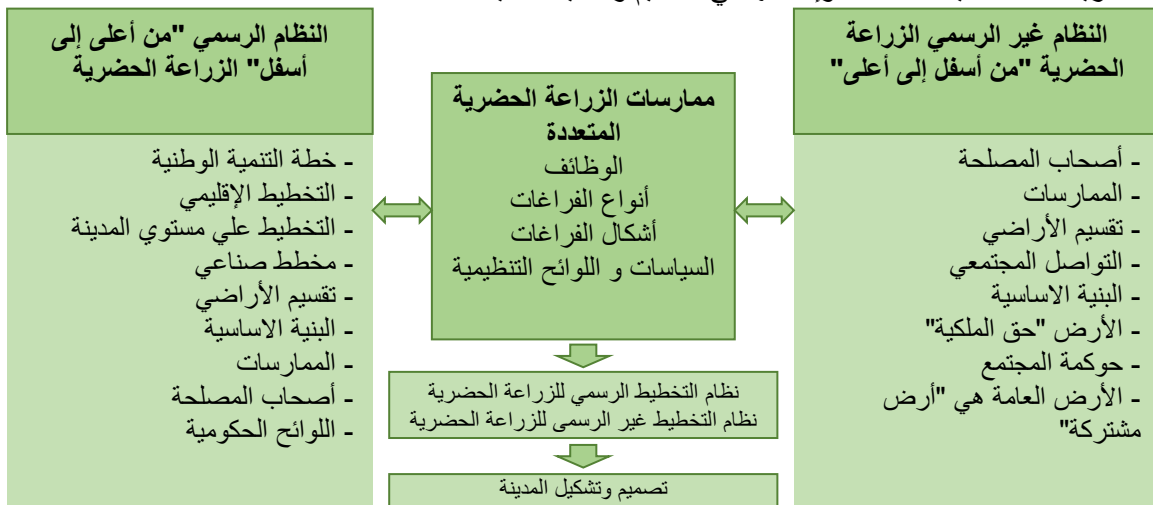 النظام غير الرسمي الزراعة
الحضرية "من أسفل إلى أعلى"
- أصحاب المصلحة
- الممارسات
- تقسيم الأراضي
- التواصل المجتمعي
- البنية الاساسية
- الأرض "حق الملكية"
- حوكمة المجتمع
- الأرض العامة هي "أرض
مشتركة"
ممارسات الزراعة الحضرية
المتعددة
الوظائف
أنواع الفراغات
أشكال الفراغات
السياسات و اللوائح التنظيمية
نظام التخطيط الرسمي للزراعة الحضرية
نظام التخطيط غير الرسمى للزراعة الحضرية
تصميم وتشكيل المدينة
النظام الرسمي "من أعلى إلى
أسفل" الزراعة الحضرية
- خطة التنمية الوطنية
- التخطيط الإقليمي
- التخطيط علي مستوي المدينة
- مخطط صناعي
- تقسيم الأراضي
- البنية الاساسية
- الممارسات
- أصحاب المصلحة
- اللوائح الحكومية